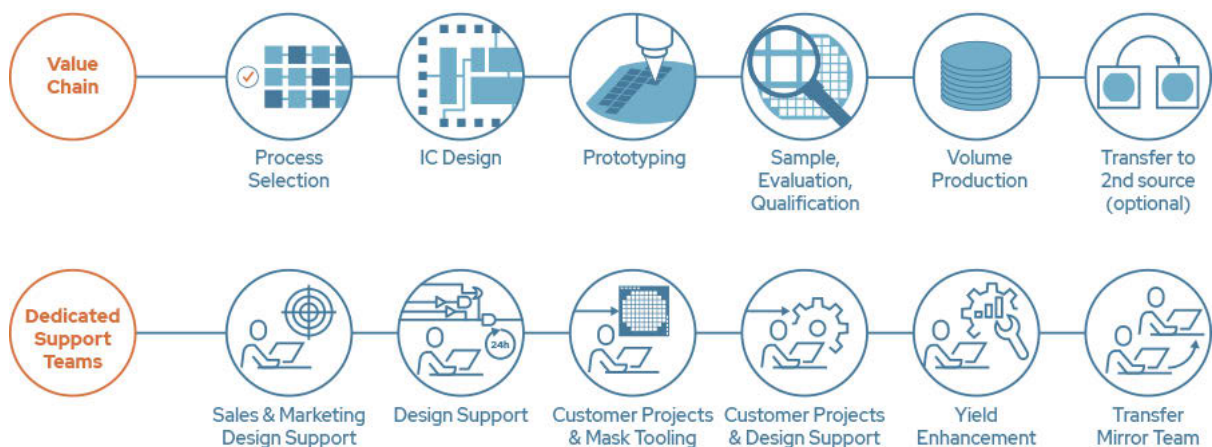 Value
Chain
Process
Selection
IC Design
Prototyping
Sample,
Evaluation,
Qualification
Volume
Production
Transfer to
2nd source
(optional)
Dedicated
Support
Teams
24h
Sales & Marketing
Design Support
Design Support
Customer Projects
& Mask Tooling
Customer Projects
& Design Support
Yield
Enhancement
Transfer
Mirror Team